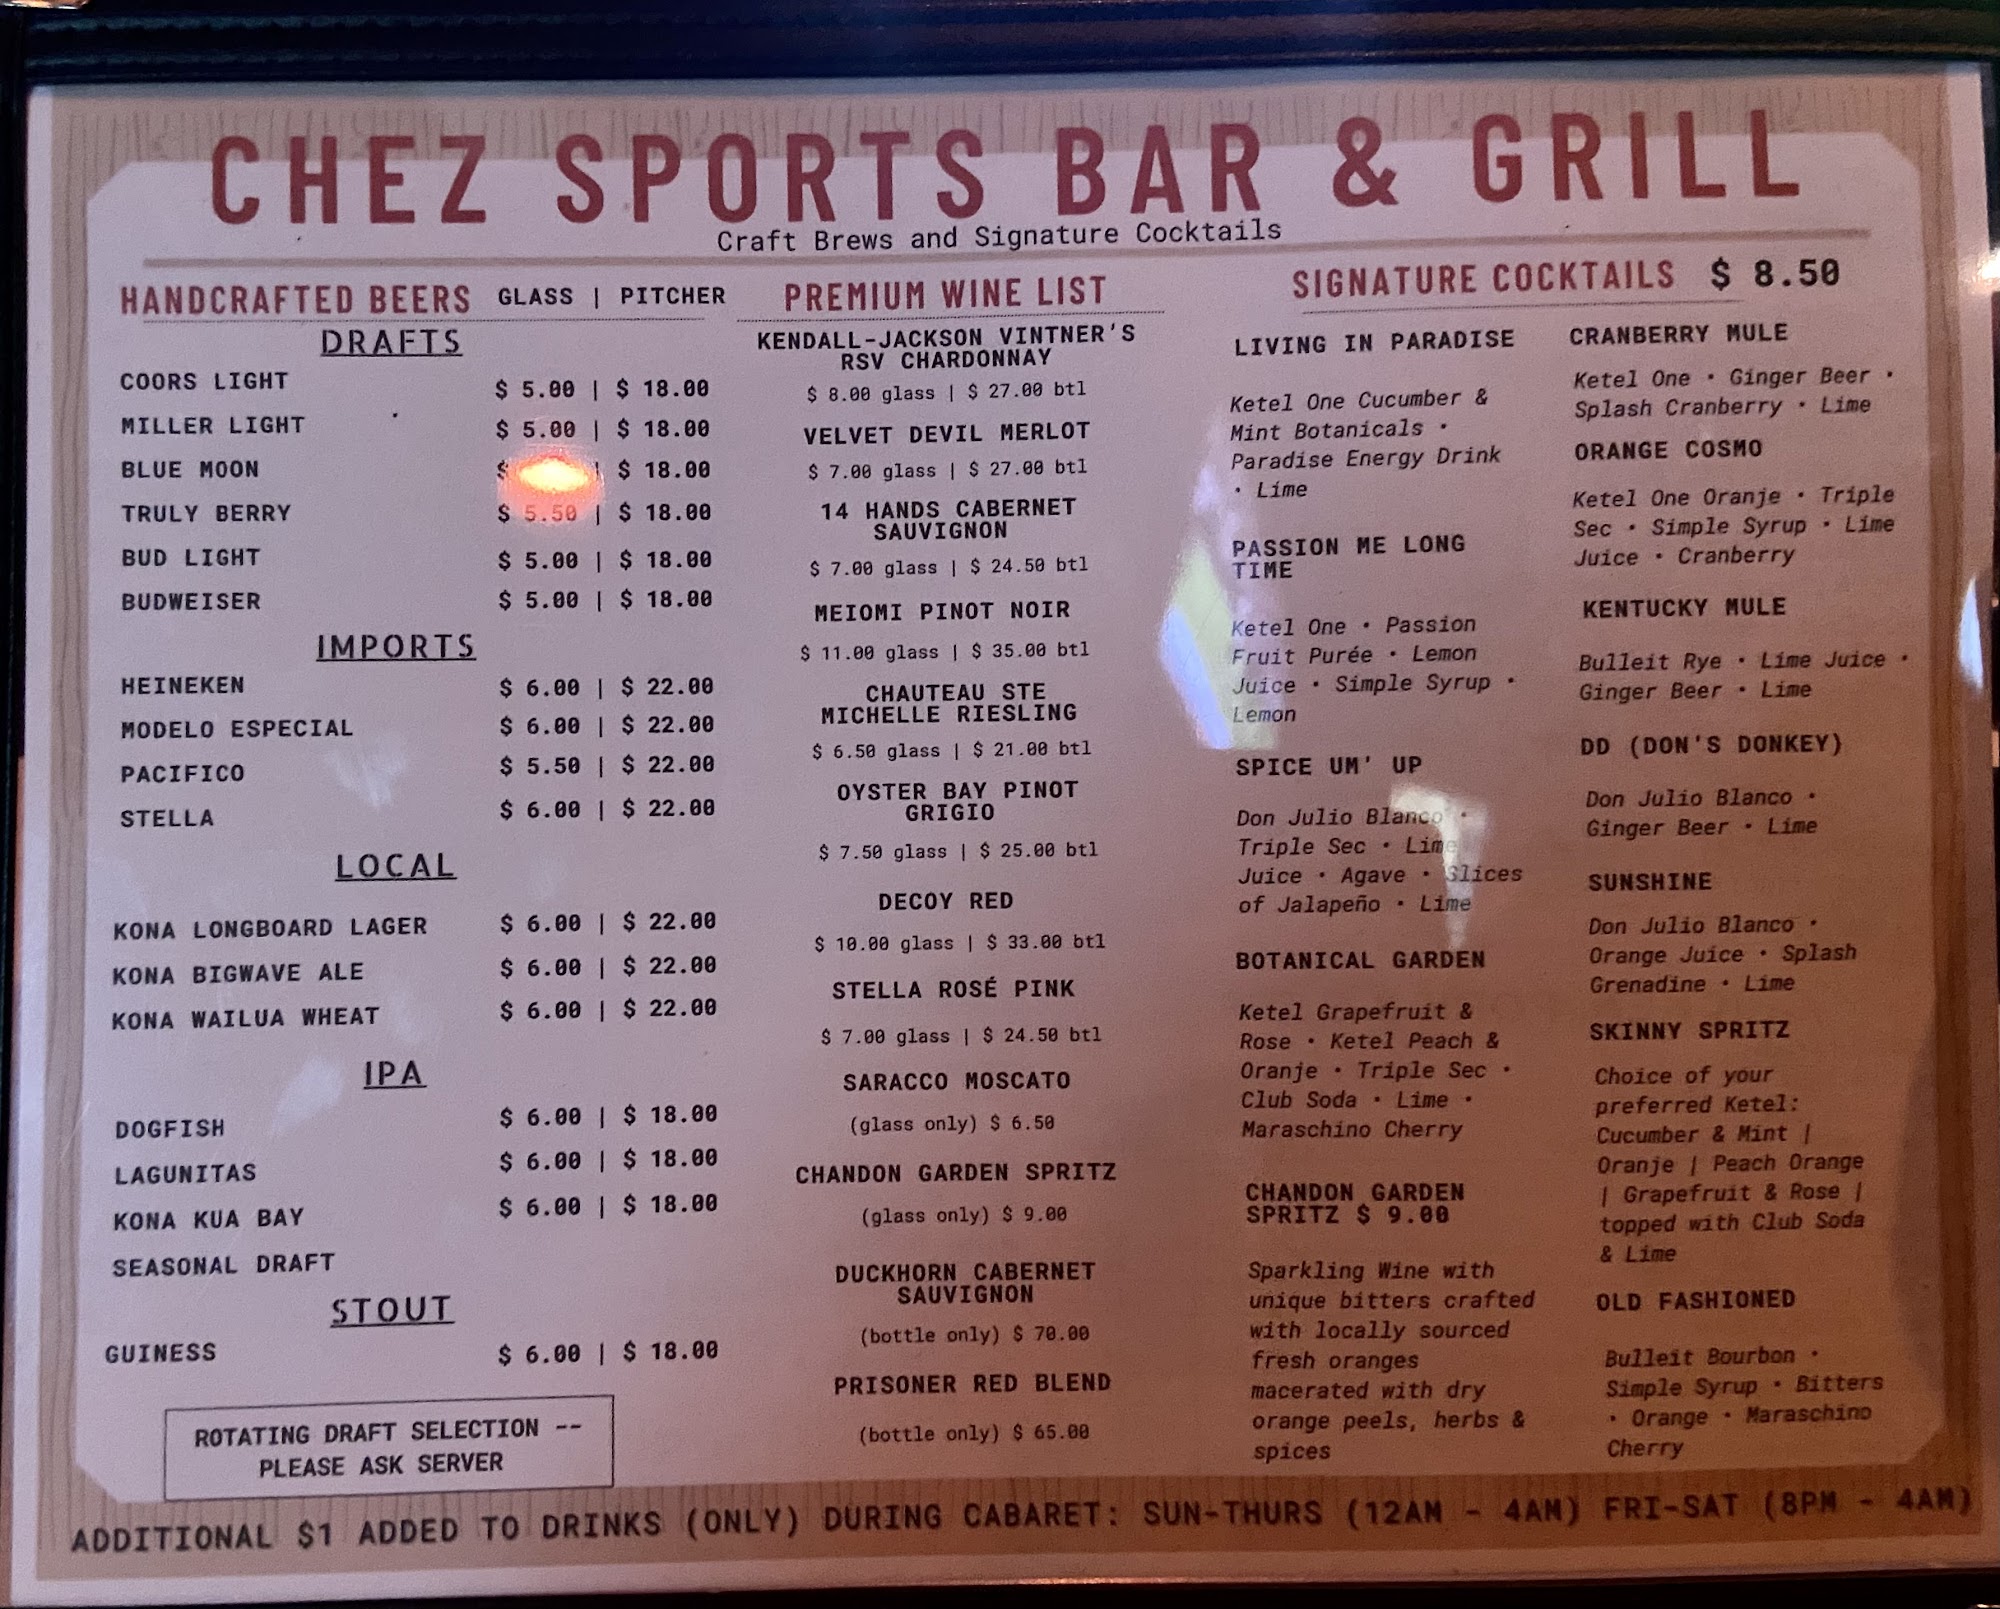 CHEZ SPORTS BAR & GRILL
Craft Brews and Signature Cocktails
HANDCRAFTED BEERS GLASS | PITCHER
DRAFTS
COORS LIGHT $ 5.00 | $ 18.00
MILLER LIGHT $ 5.00 | $ 18.00
BLUE MOON $ | $ 18.00
TRULY BERRY $ 5.50 | $ 18.00
BUD LIGHT $ 5.00 | $ 18.00
BUDWEISER $ 5.00 | $ 18.00
IMPORTS
HEINEKEN $ 6.00 | $ 22.00
MODELO ESPECIAL $ 6.00 | $ 22.00
PACIFICO $ 5.50 | $ 22.00
STELLA $ 6.00 | $ 22.00
LOCAL
KONA LONGBOARD LAGER $ 6.00 | $ 22.00
KONA BIGWAVE ALE $ 6.00 | $ 22.00
KONA WAILUA WHEAT $ 6.00 | $ 22.00
IPA
DOGFISH $ 6.00 | $ 18.00
LAGUNITAS $ 6.00 | $ 18.00
KONA KUA BAY $ 6.00 | $ 18.00
SEASONAL DRAFT
STOUT
GUINESS $ 6.00 | $ 18.00
ROTATING DRAFT SELECTION --
PLEASE ASK SERVER
PREMIUM WINE LIST
KENDALL-JACKSON VINTNER'S
RSV CHARDONNAY
$ 8.00 glass | $ 27.00 btl
VELVET DEVIL MERLOT
$ 7.00 glass | $ 27.00 btl
14 HANDS CABERNET
SAUVIGNON
$ 7.00 glass | $ 24.50 btl
MEIOMI PINOT NOIR
$ 11.00 glass | $ 35.00 btl
CHAUTEAU STE
MICHELLE RIESLING
$ 6.50 glass | $ 21.00 btl
OYSTER BAY PINOT
GRIGIO
$ 7.50 glass | $ 25.00 btl
DECOY RED
$ 10.00 glass | $ 33.00 btl
STELLA ROSÉ PINK
$ 7.00 glass | $ 24.50 btl
SARACCO MOSCATO
(glass only) $ 6.50
CHANDON GARDEN SPRITZ
(glass only) $ 9.00
DUCKHORN CABERNET
SAUVIGNON
(bottle only) $ 70.00
PRISONER RED BLEND
(bottle only) $ 65.00
SIGNATURE COCKTAILS $ 8.50
LIVING IN PARADISE
Ketel One Cucumber &
Mint Botanicals •
Paradise Energy Drink
• Lime
PASSION ME LONG
TIME
Ketel One • Passion
Fruit Purée • Lemon
Juice • Simple Syrup •
Lemon
SPICE UM' UP
Don Julio Blanco •
Triple Sec • Lime
Juice • Agave • Slices
of Jalapeño • Lime
BOTANICAL GARDEN
Ketel Grapefruit &
Rose • Ketel Peach &
Oranje • Triple Sec •
Club Soda • Lime •
Maraschino Cherry
CHANDON GARDEN
SPRITZ $ 9.00
Sparkling Wine with
unique bitters crafted
with locally sourced
fresh oranges
macerated with dry
orange peels, herbs &
spices
CRANBERRY MULE
Ketel One • Ginger Beer •
Splash Cranberry • Lime
ORANGE COSMO
Ketel One Oranje • Triple
Sec • Simple Syrup • Lime
Juice • Cranberry
KENTUCKY MULE
Bulleit Rye • Lime Juice •
Ginger Beer • Lime
DD (DON'S DONKEY)
Don Julio Blanco •
Ginger Beer • Lime
SUNSHINE
Don Julio Blanco •
Orange Juice • Splash
Grenadine • Lime
SKINNY SPRITZ
Choice of your
preferred Ketel:
Cucumber & Mint |
Oranje | Peach Orange
| Grapefruit & Rose |
topped with Club Soda
& Lime
OLD FASHIONED
Bulleit Bourbon •
Simple Syrup • Bitters
• Orange • Maraschino
Cherry
ADDITIONAL $1 ADDED TO DRINKS (ONLY) DURING CABARET: SUN-THURS (12AM - 4AM) FRI-SAT (8PM - 4AM)